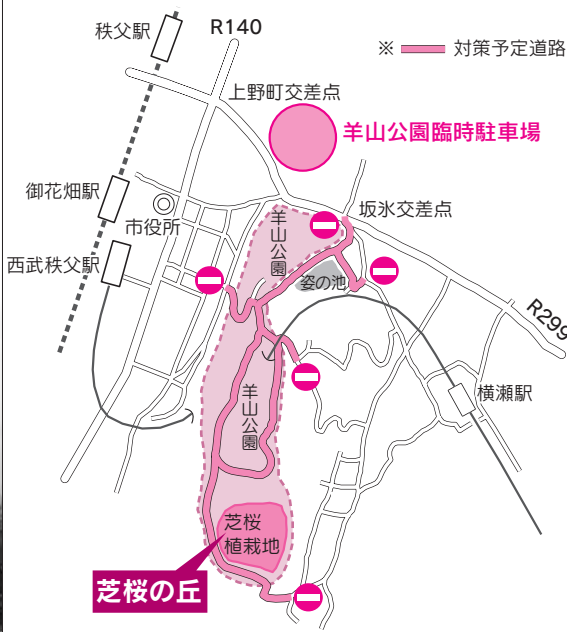 秩父駅
R140
※ 対策予定道路
上野町交差点
羊山公園臨時駐車場
御花畑駅
市役所
羊山公園
坂氷交差点
西武秩父駅
姿の池
R299
羊山公園
横瀬駅
芝桜
植栽地
芝桜の丘